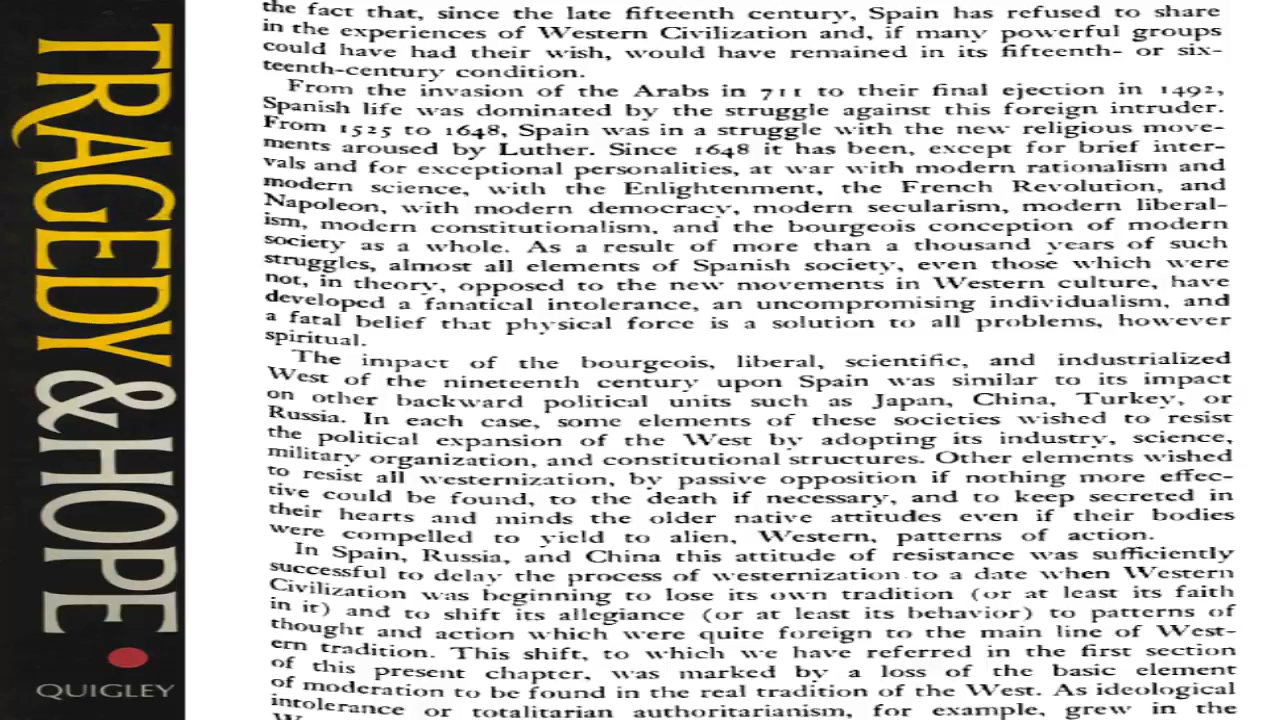 TRAGEDY & HOPE
QUIGLEY
the fact that, since the late fifteenth century, Spain has refused to share
in the experiences of Western Civilization and, if many powerful groups
could have had their wish, would have remained in its fifteenth- or six-
teenth-century condition.
From the invasion of the Arabs in 711 to their final ejection in 1492,
Spanish life was dominated by the struggle against this foreign intruder.
From 1525 to 1648, Spain was in a struggle with the new religious move-
ments aroused by Luther. Since 1648 it has been, except for brief inter-
vals and for exceptional personalities, at war with modern rationalism and
modern science, with the Enlightenment, the French Revolution, and
Napoleon, with modern democracy, modern secularism, modern liberal-
ism, modern constitutionalism, and the bourgeois conception of modern
society as a whole. As a result of more than a thousand years of such
struggles, almost all elements of Spanish society, even those which were
not, in theory, opposed to the new movements in Western culture, have
developed a fanatical intolerance, an uncompromising individualism, and
a fatal belief that physical force is a solution to all problems, however
spiritual.
The impact of the bourgeois, liberal, scientific, and industrialized
West of the nineteenth century upon Spain was similar to its impact
on other backward political units such as Japan, China, Turkey, or
Russia. In each case, some elements of these societies wished to resist
the political expansion of the West by adopting its industry, science,
military organization, and constitutional structures. Other elements wished
to resist all westernization, by passive opposition if nothing more effec-
tive could be found, to the death if necessary, and to keep secreted in
their hearts and minds the older native attitudes even if their bodies
were compelled to yield to alien, Western, patterns of action.
In Spain, Russia, and China this attitude of resistance was sufficiently
successful to delay the process of westernization to a date when Western
Civilization was beginning to lose its own tradition (or at least its faith
in it) and to shift its allegiance (or at least its behavior) to patterns of
thought and action which were quite foreign to the main line of West-
ern tradition. This shift, to which we have referred in the first section
of this present chapter, was marked by a loss of the basic element
of moderation to be found in the real tradition of the West. As ideological
intolerance or totalitarian authoritarianism, for example, grew in the